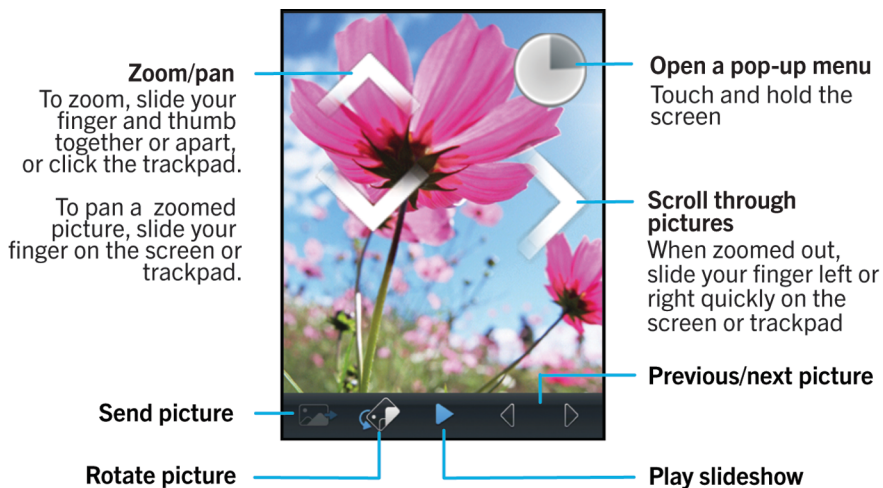 Zoom/pan
To zoom, slide your
finger and thumb
together or apart,
or click the trackpad.
To pan a zoomed
picture, slide your
finger on the screen or
trackpad.
Send picture
Rotate picture
Open a pop-up menu
Touch and hold the
screen
Scroll through
pictures
When zoomed out,
slide your finger left or
right quickly on the
screen or trackpad
Previous/next picture
Play slideshow